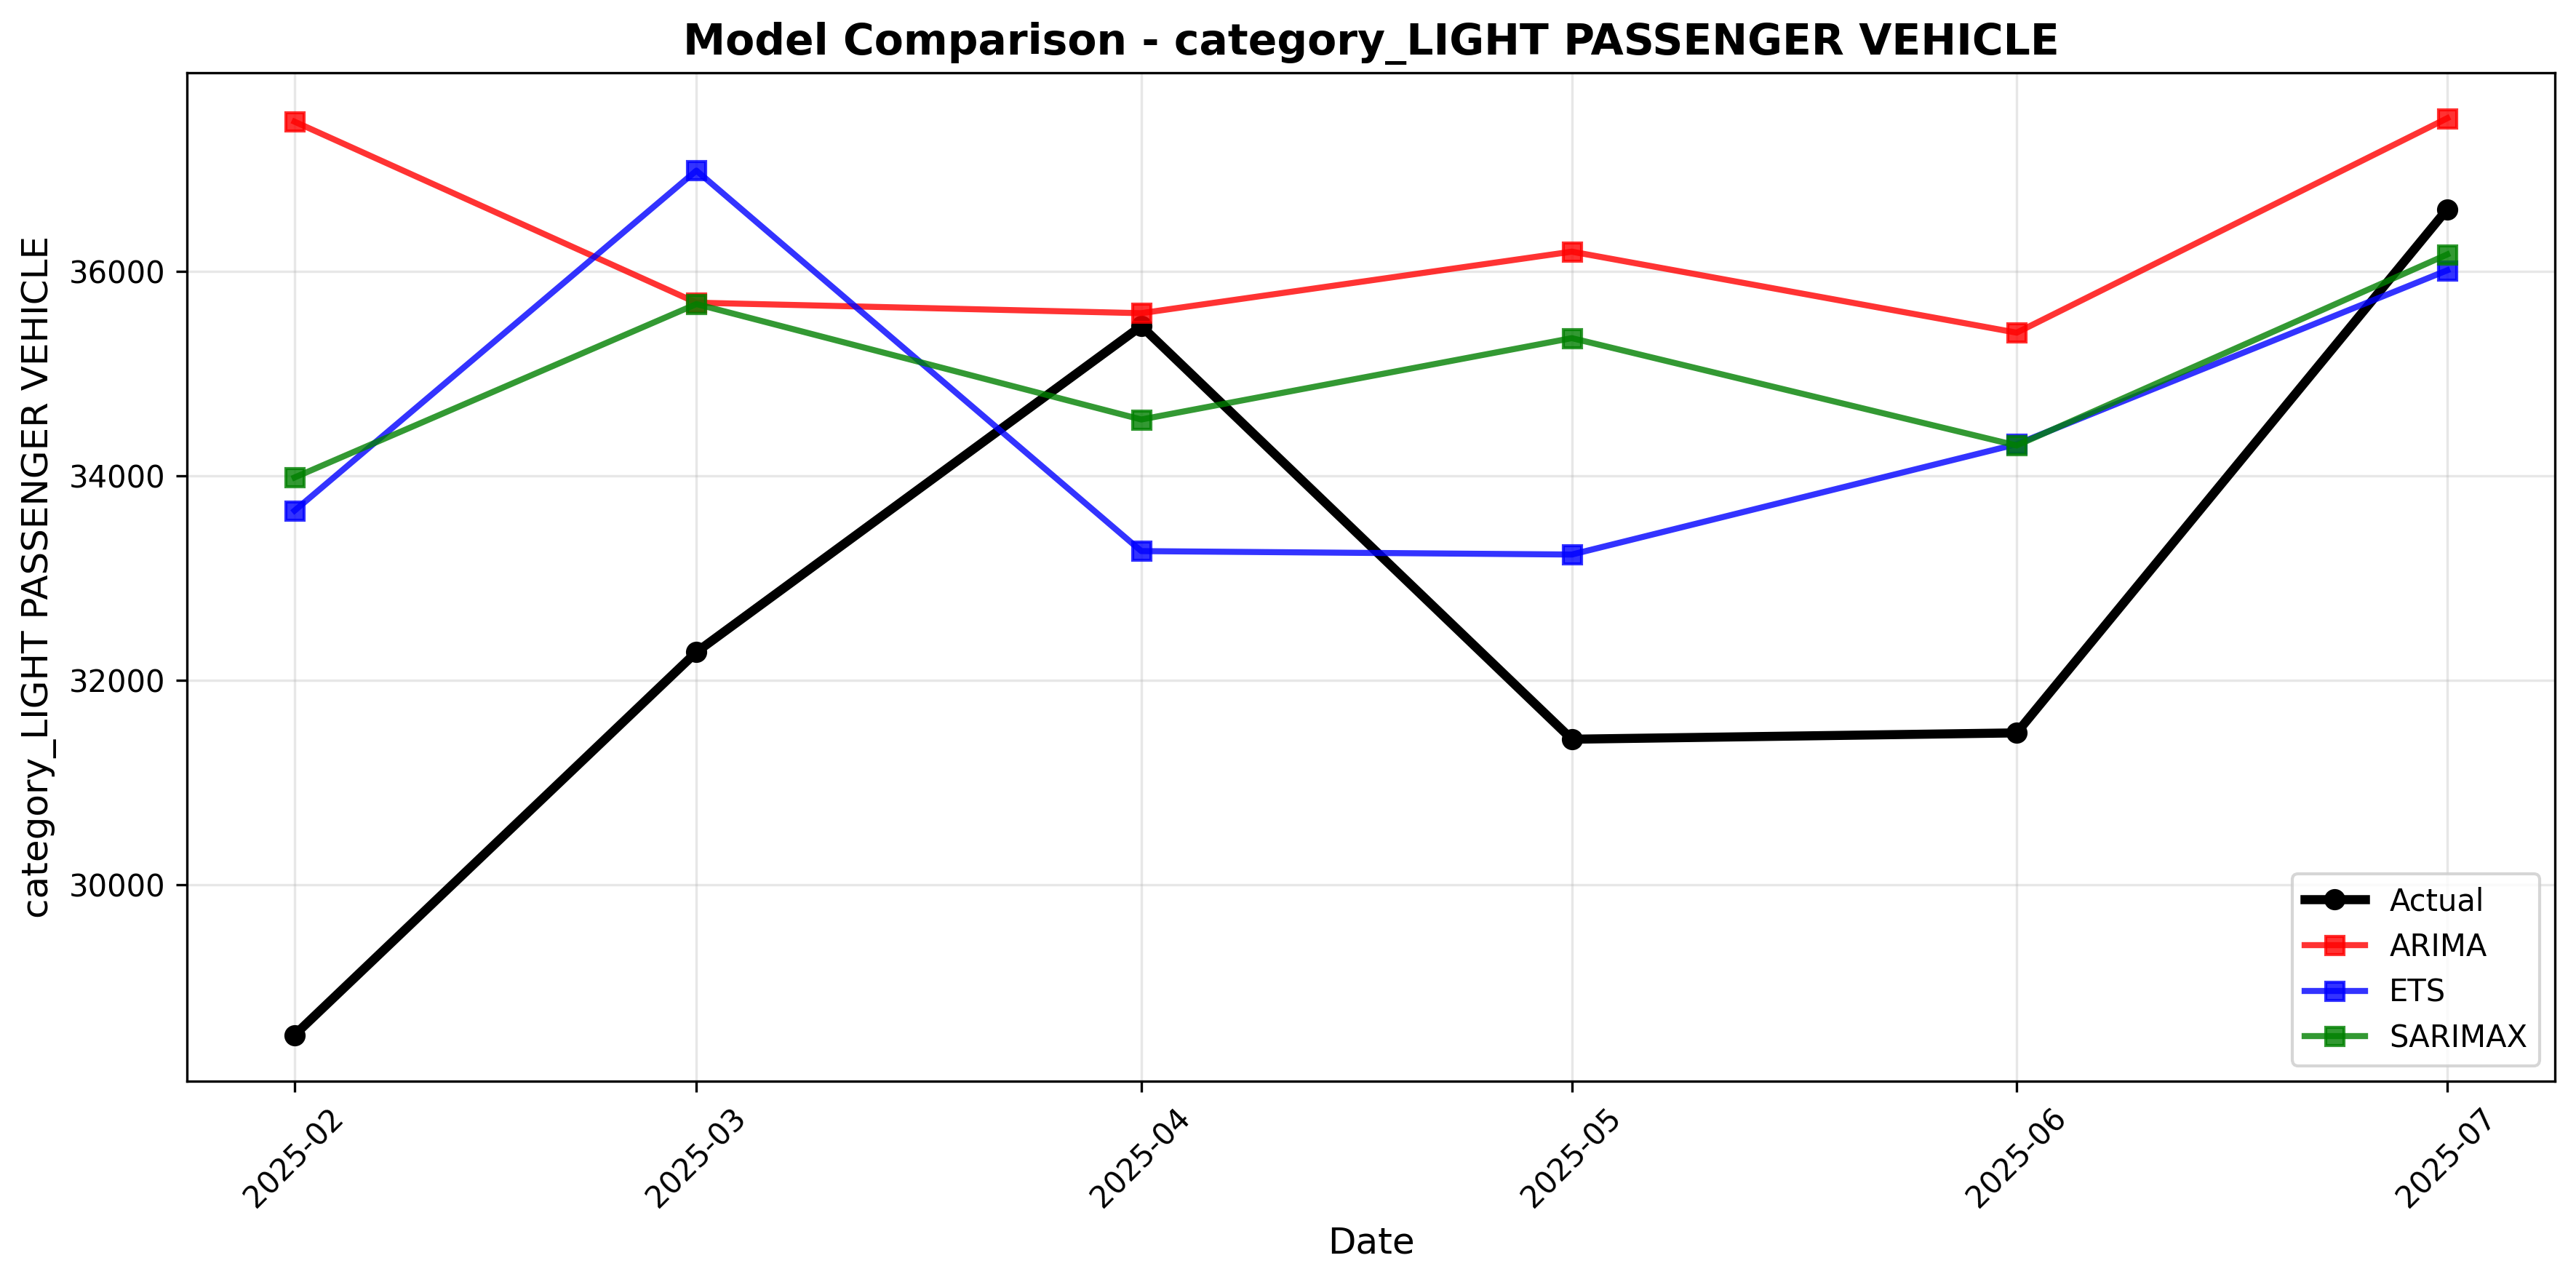 Model Comparison - category_LIGHT PASSENGER VEHICLE
category_LIGHT PASSENGER VEHICLE
36000
34000
32000
30000
Actual
ARIMA
ETS
SARIMAX
2025-02
2025-03
2025-04
2025-05
2025-06
2025-07
Date